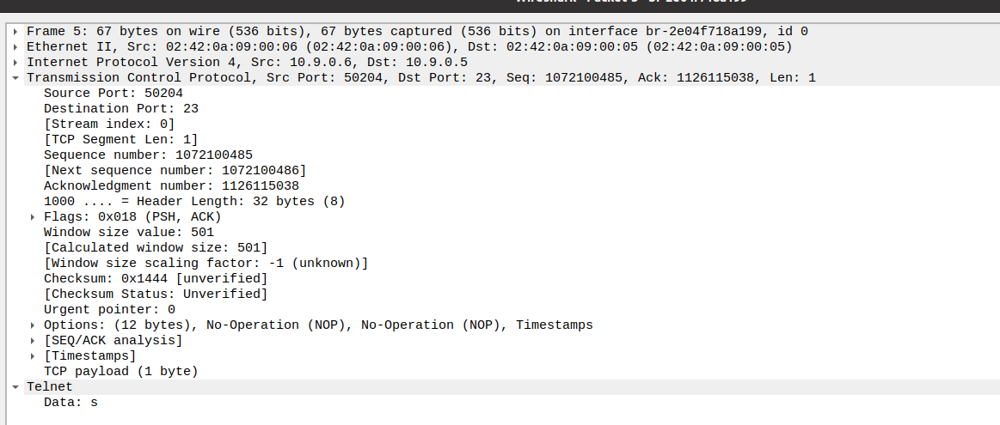 Frame 5: 67 bytes on wire (536 bits), 67 bytes captured (536 bits) on interface br-2e04f718a199, id 0
Ethernet II, Src: 02:42:0a:09:00:06 (02:42:0a:09:00:06), Dst: 02:42:0a:09:00:05 (02:42:0a:09:00:05)
Internet Protocol Version 4, Src: 10.9.0.6, Dst: 10.9.0.5
Transmission Control Protocol, Src Port: 50204, Dst Port: 23, Seq: 1072100485, Ack: 1126115038, Len: 1
Source Port: 50204
Destination Port: 23
[Stream index: 0]
[TCP Segment Len: 1]
Sequence number: 1072100485
[Next sequence number: 1072100486]
Acknowledgment number: 1126115038
1000 .... = Header Length: 32 bytes (8)
Flags: 0x018 (PSH, ACK)
Window size value: 501
[Calculated window size: 501]
[Window size scaling factor: -1 (unknown)]
Checksum: 0x1444 [unverified]
[Checksum Status: Unverified]
Urgent pointer: 0
Options: (12 bytes), No-Operation (NOP), No-Operation (NOP), Timestamps
[SEQ/ACK analysis]
[Timestamps]
TCP payload (1 byte)
Telnet
Data: s